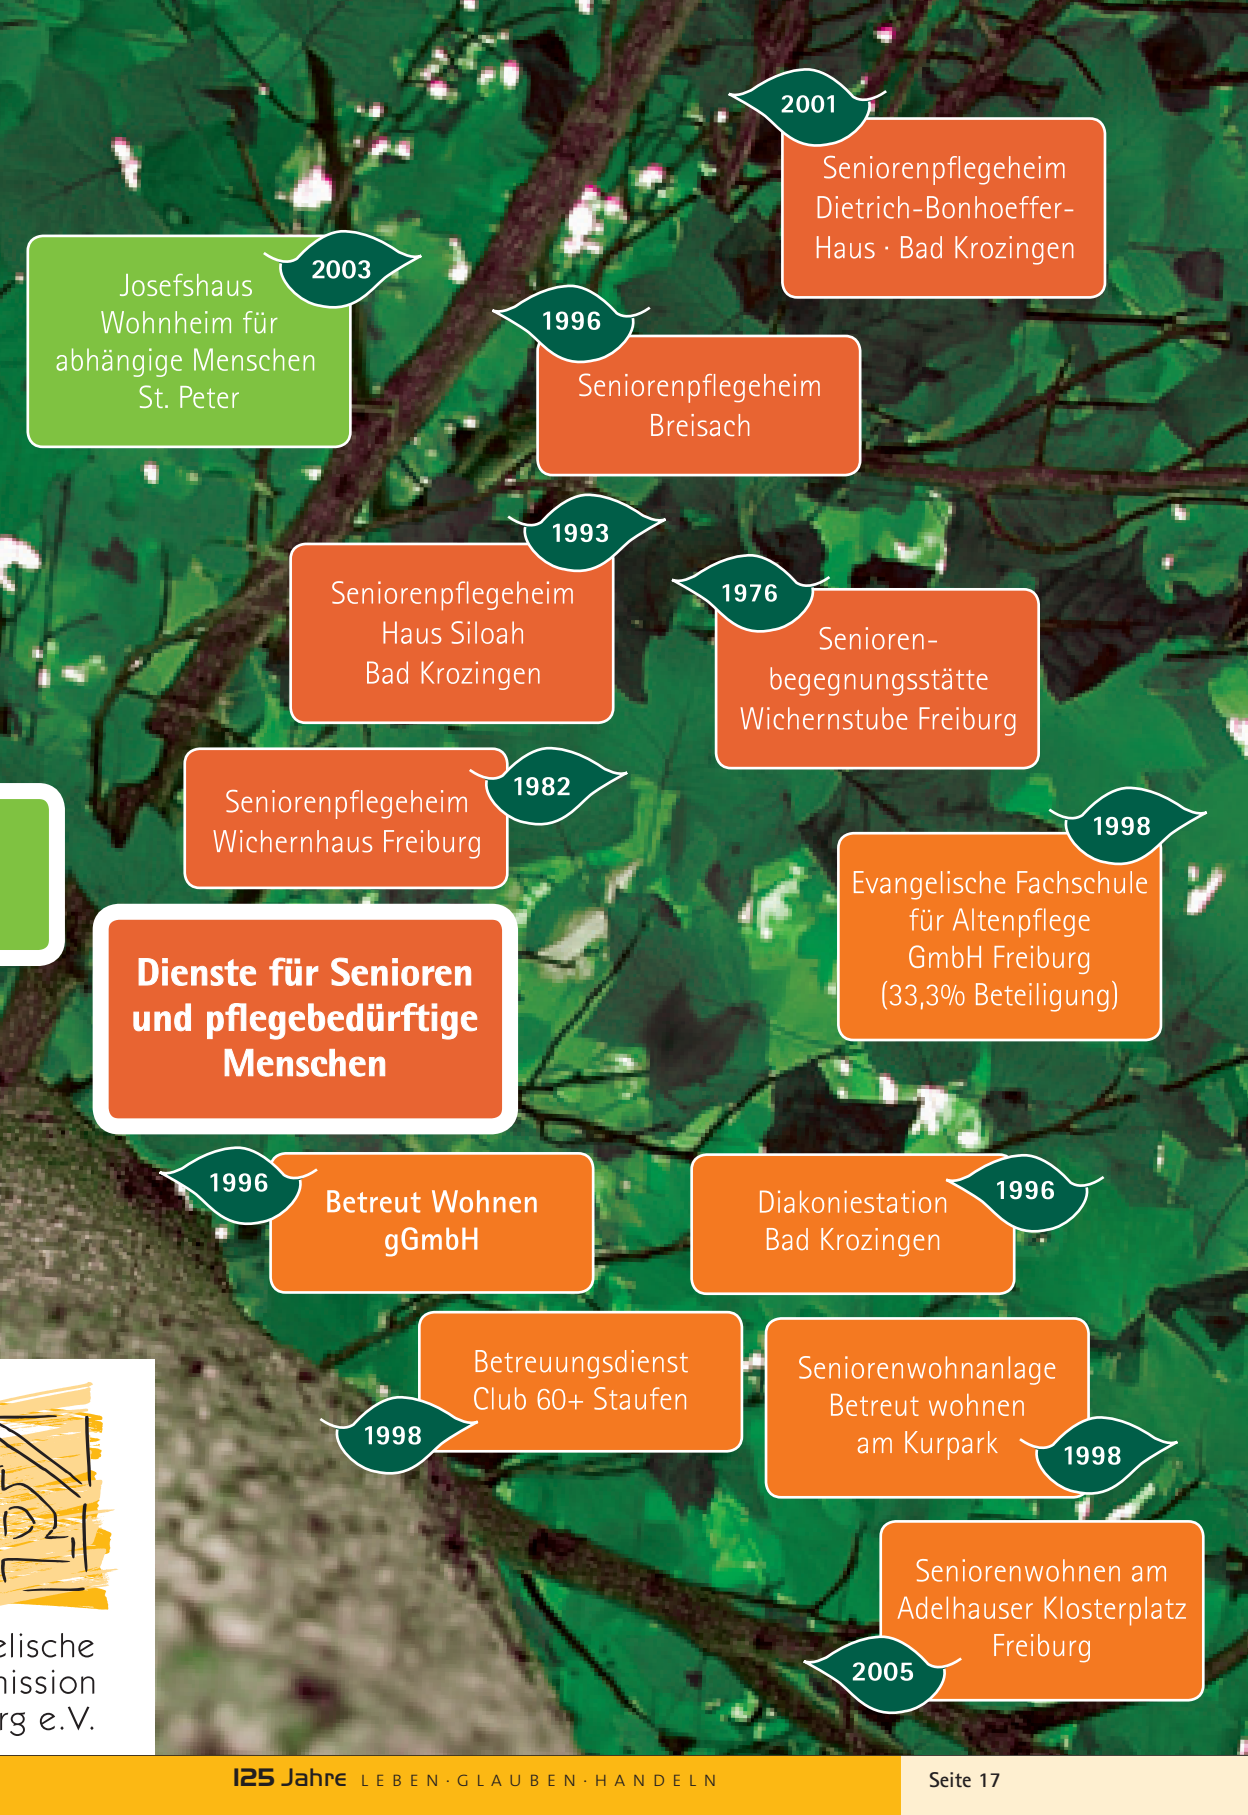 2001
Seniorenpflegeheim
Dietrich-Bonhoeffer-
Haus · Bad Krozingen
2003
Josefshaus
Wohnheim für
abhängige Menschen
St. Peter
1996
Seniorenpflegeheim
Breisach
1993
Seniorenpflegeheim
Haus Siloah
Bad Krozingen
1976
Senioren-
begegnungsstätte
Wichernstube Freiburg
1982
Seniorenpflegeheim
Wichernhaus Freiburg
1998
Evangelische Fachschule
für Altenpflege
GmbH Freiburg
(33,3% Beteiligung)
Dienste für Senioren
und pflegebedürftige
Menschen
1996
Betreut Wohnen
gGmbH
1996
Diakoniestation
Bad Krozingen
Betreuungsdienst
Club 60+ Staufen
1998
Seniorenwohnanlage
Betreut wohnen
am Kurpark
1998
Seniorenwohnen am
Adelhauser Klosterplatz
Freiburg
2005
elische
ission
rg e.V.
125 Jahre LEBEN·GLAUBEN·HANDELN
Seite 17